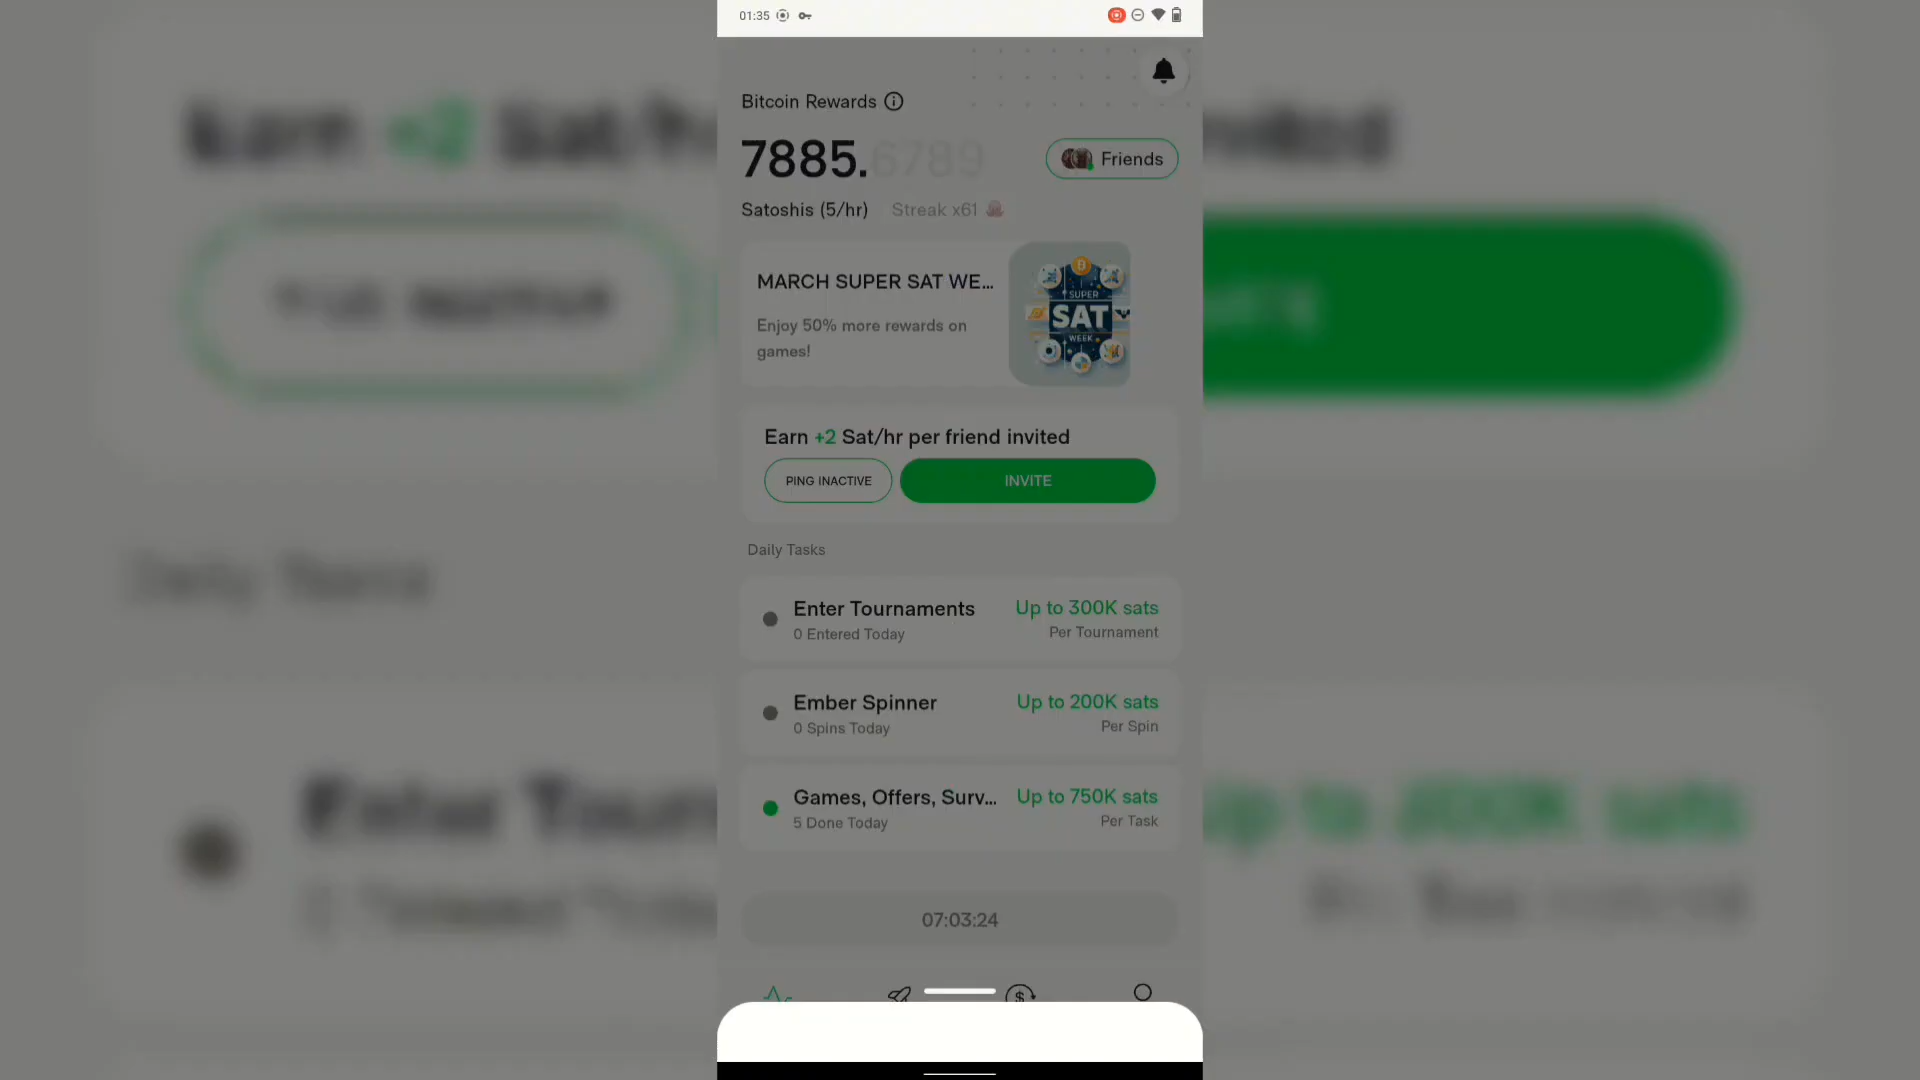 01:35
Bitcoin Rewards
7885.6789
Friends
Satoshis (5/hr) Streak x61
MARCH SUPER SAT WE...
Enjoy 50% more rewards on
games!
SUPER
SAT
WEEK
Earn +2 Sat/hr per friend invited
PING INACTIVE
INVITE
Daily Tasks
Enter Tournaments
Up to 300K sats
0 Entered Today
Per Tournament
Ember Spinner
Up to 200K sats
0 Spins Today
Per Spin
Games, Offers, Surv...
Up to 750K sats
5 Done Today
Per Task
07:03:24